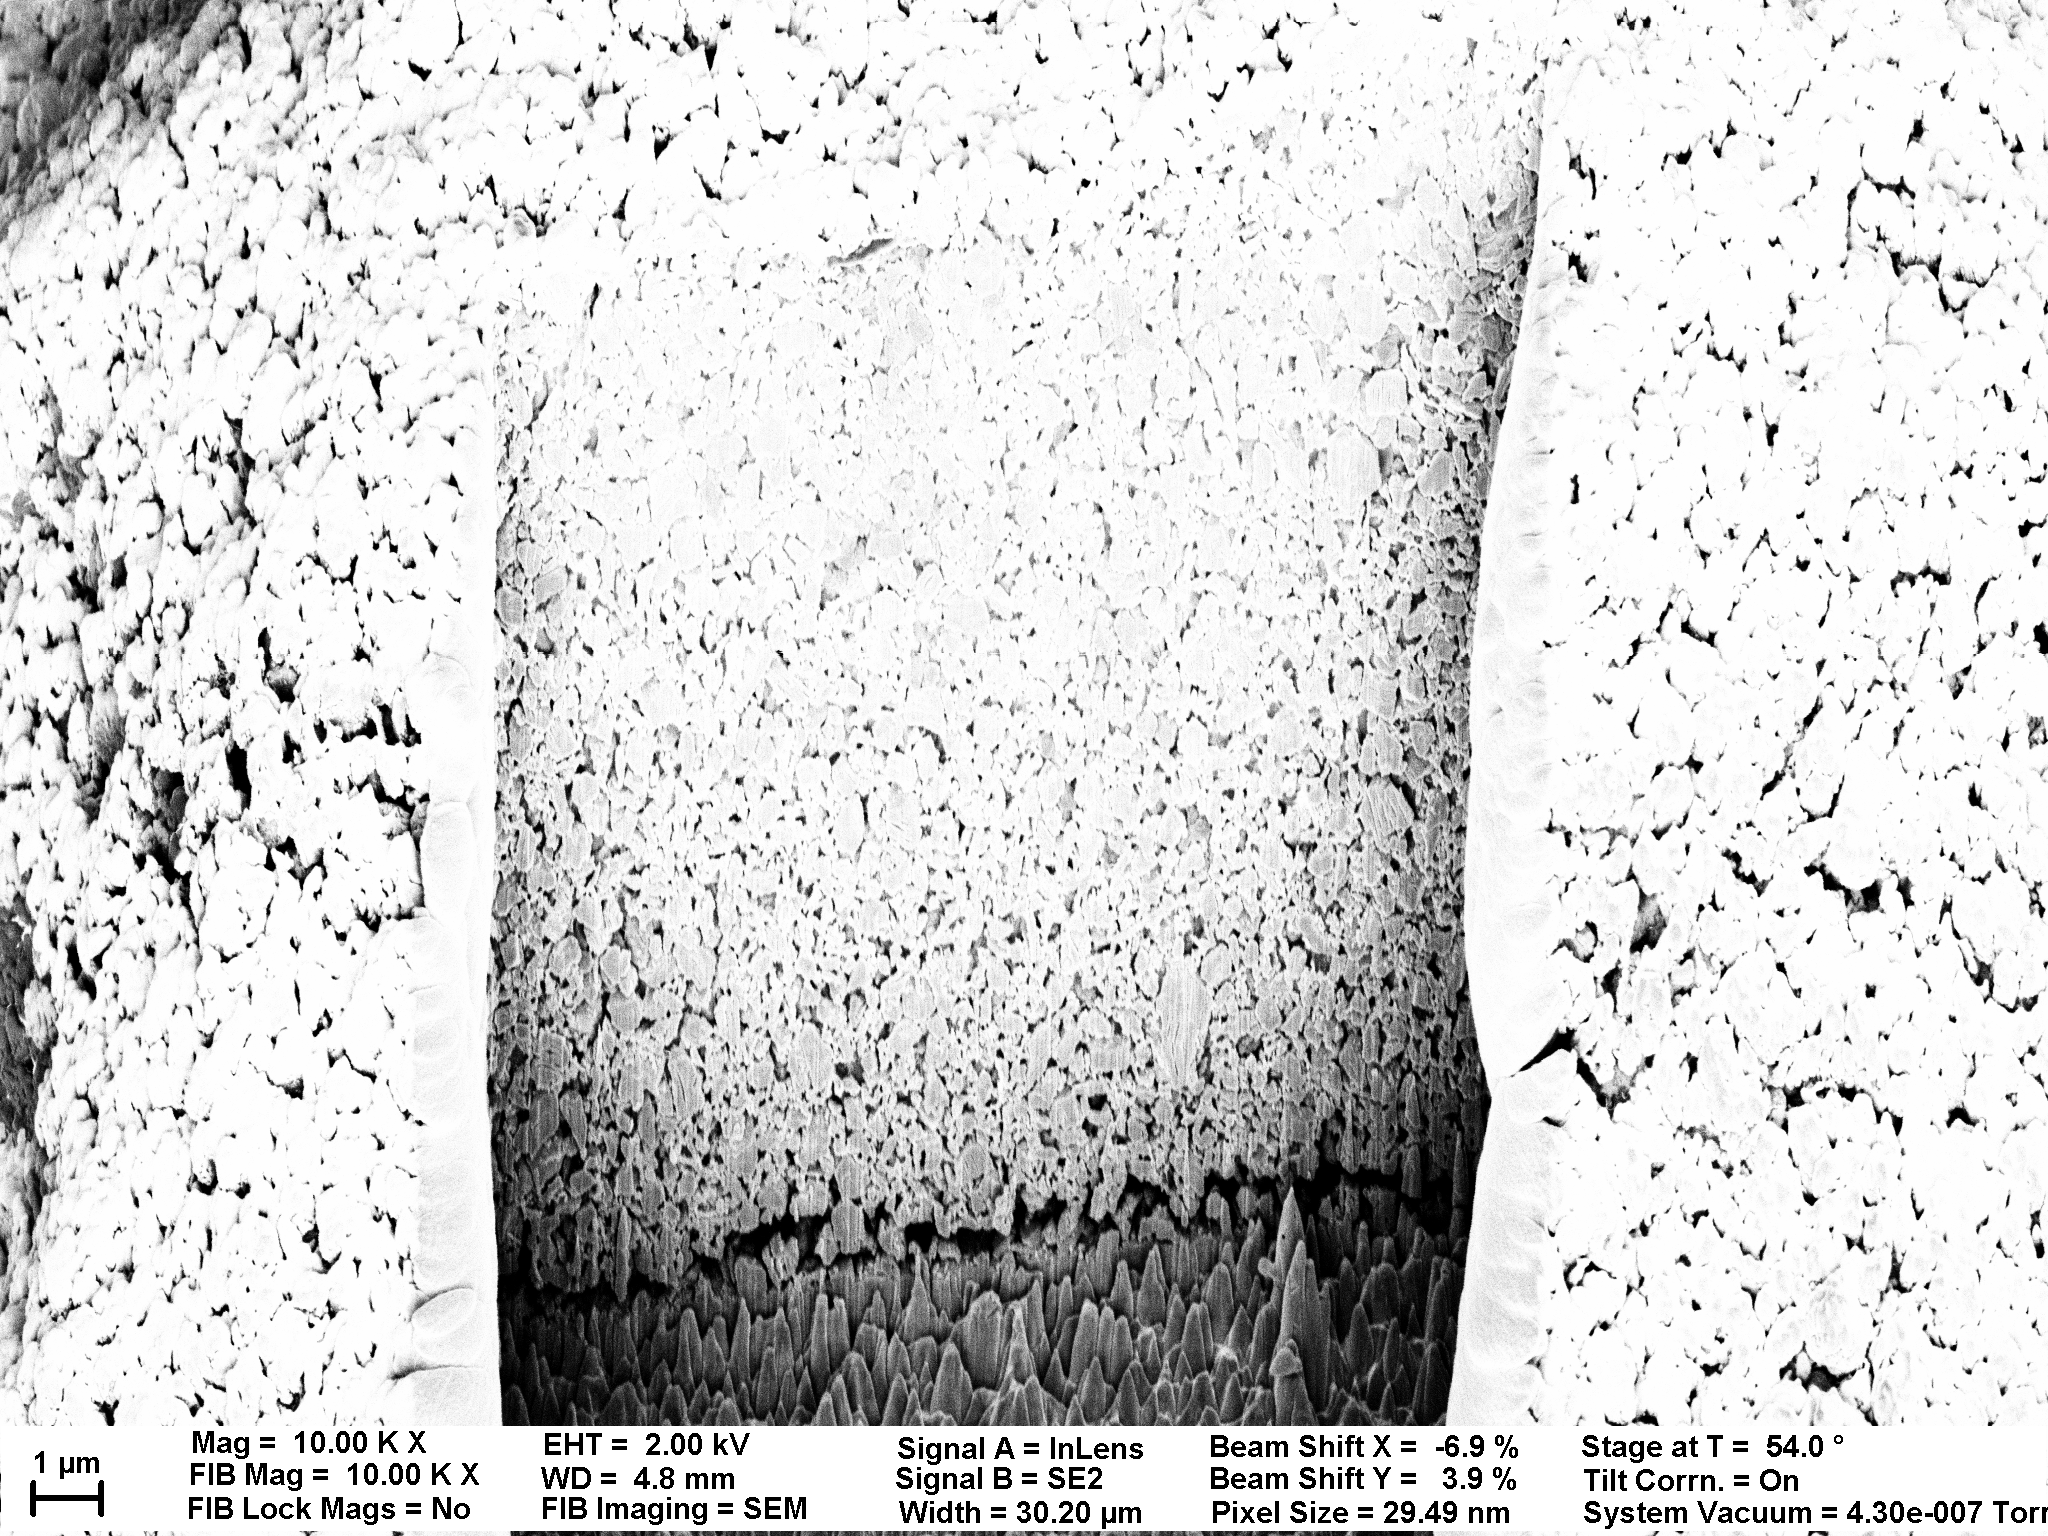 1 µm
Mag = 10.00 K X
FIB Mag = 10.00 K X
FIB Lock Mags = No
EHT = 2.00 kV
WD = 4.8 mm
FIB Imaging = SEM
Signal A = InLens
Signal B = SE2
Width = 30.20 µm
Beam Shift X = -6.9 %
Beam Shift Y = 3.9 %
Pixel Size = 29.49 nm
Stage at T = 54.0 °
Tilt Corrn. = On
System Vacuum = 4.30e-007 Torr